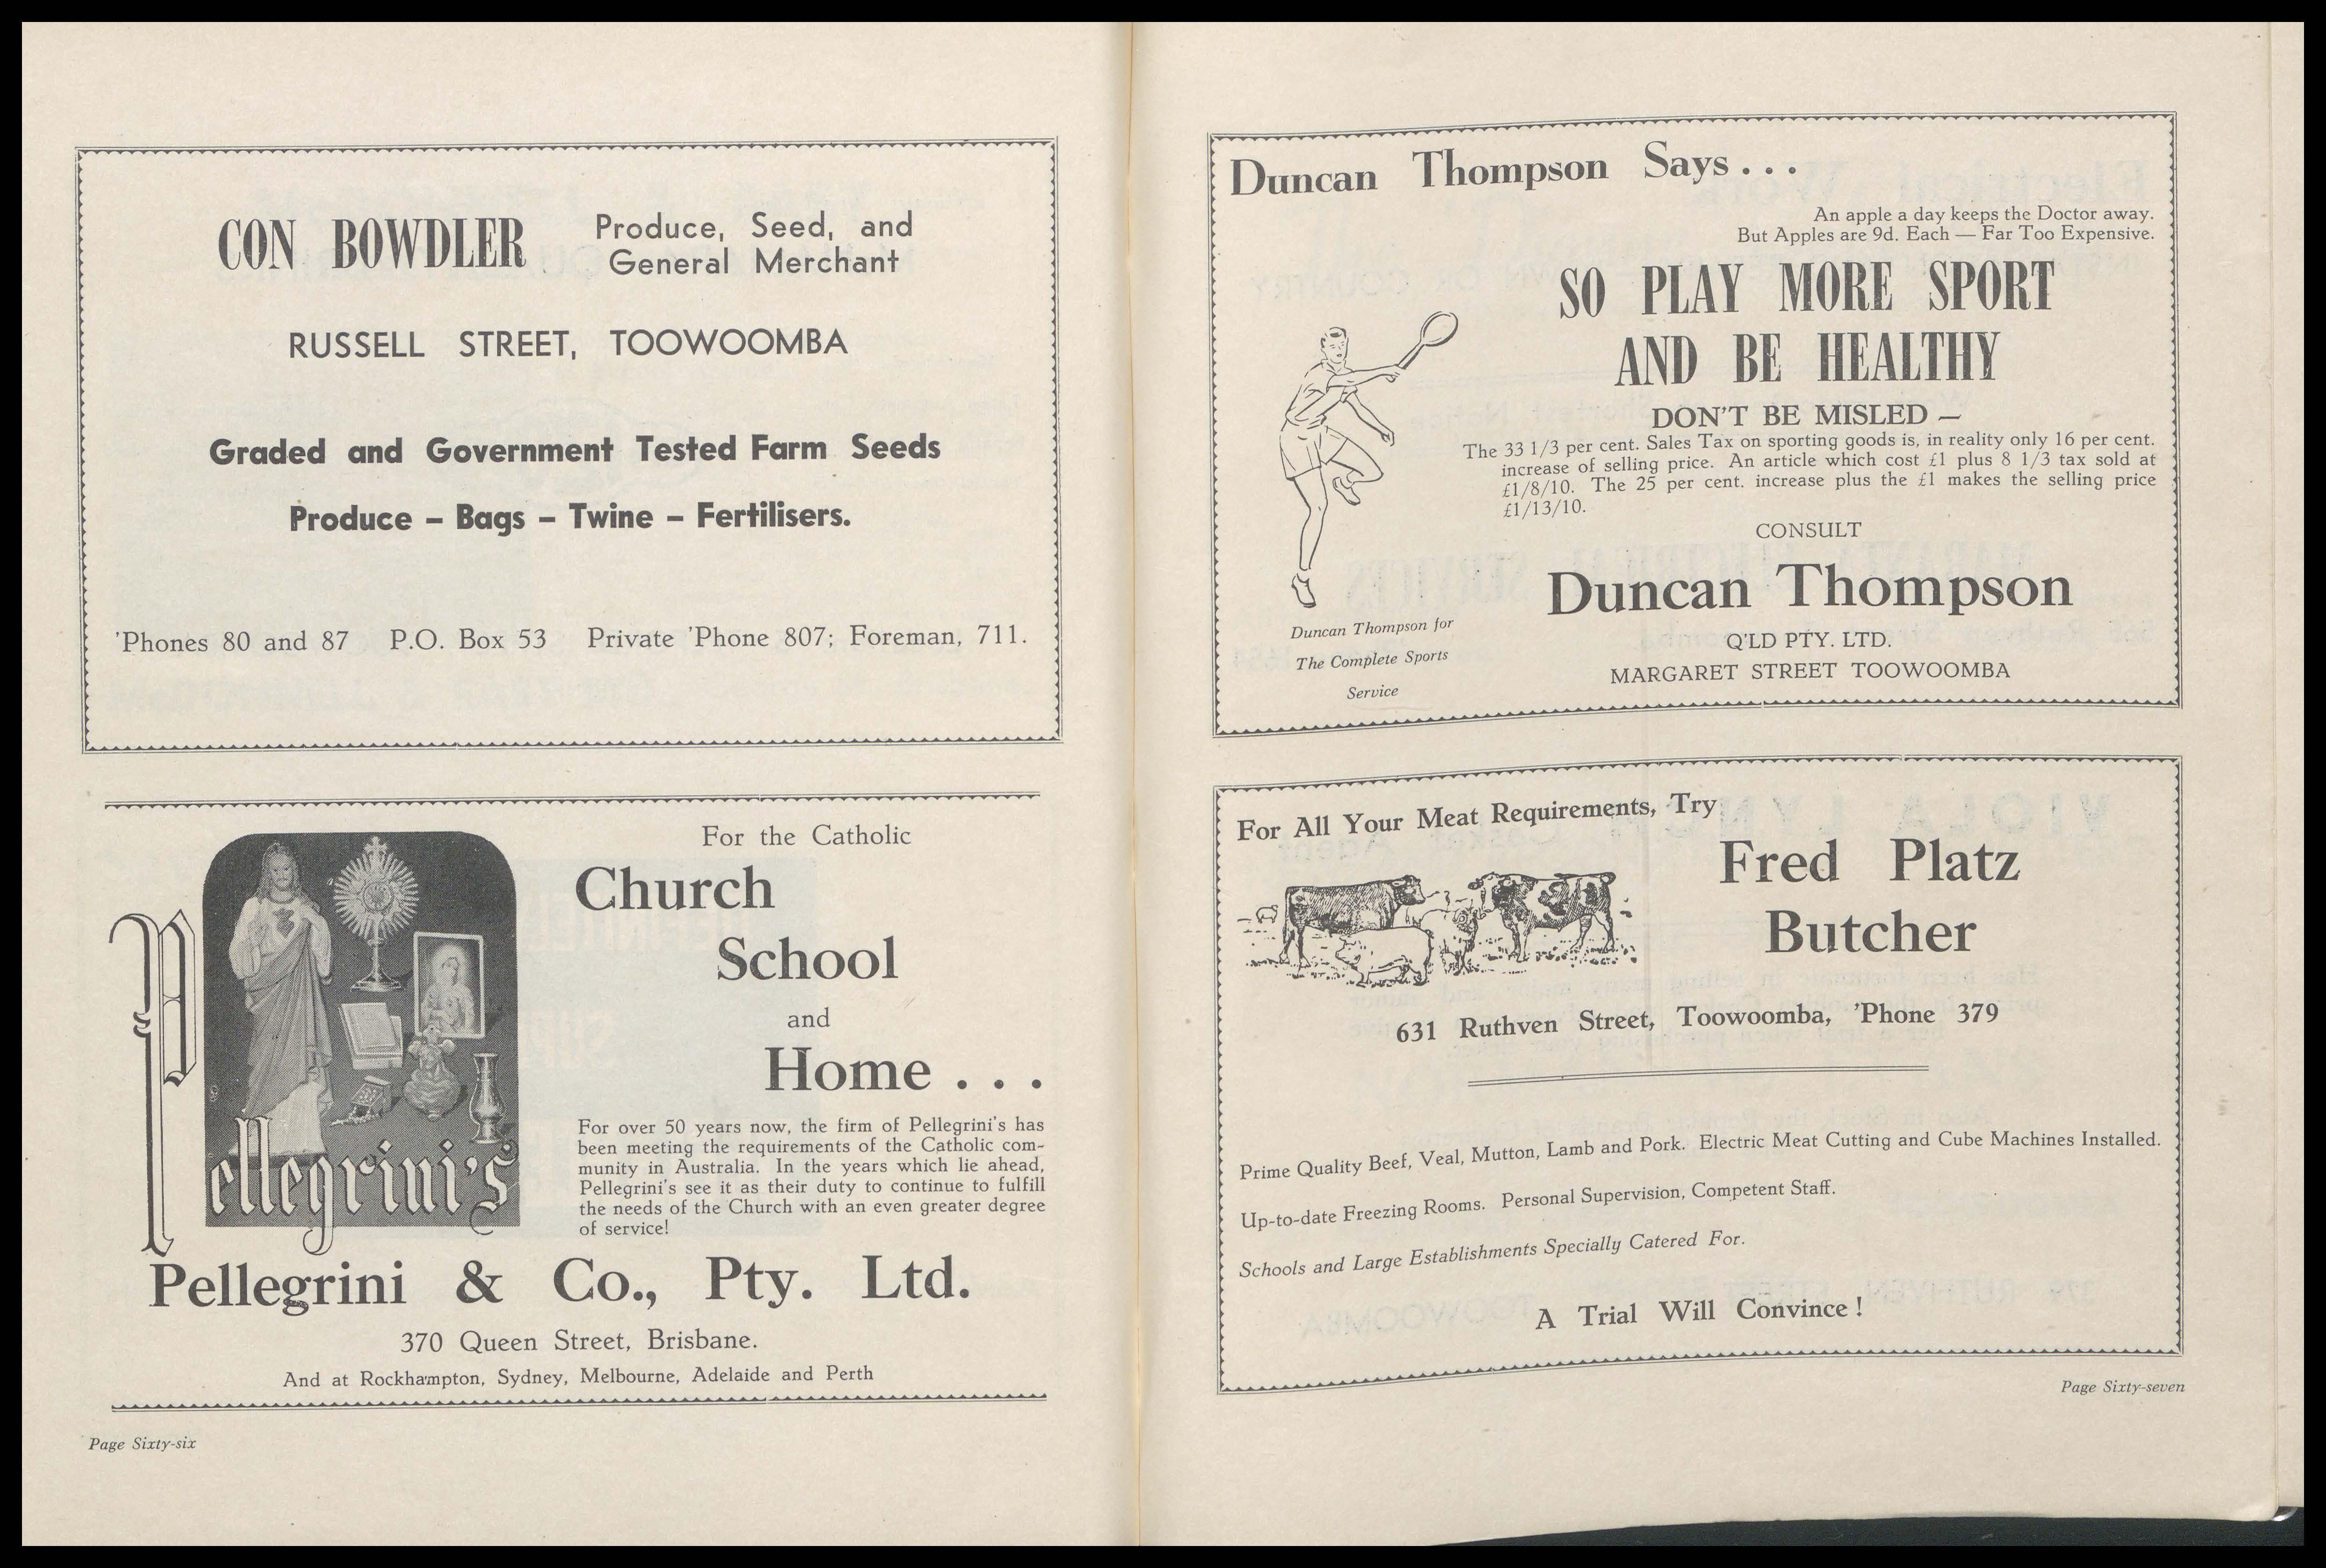 CON BOWDLER
Produce, Seed, and
General Merchant
RUSSELL STREET, TOOWOOMBA
Graded and Government Tested Farm Seeds
Produce – Bags – Twine – Fertilisers.
'Phones 80 and 87 P.O. Box 53 Private 'Phone 807; Foreman, 711.
Pellegrini's
For the Catholic
Church
School
and
Home . . .
For over 50 years now, the firm of Pellegrini's has
been meeting the requirements of the Catholic com-
munity in Australia. In the years which lie ahead,
Pellegrini's see it as their duty to continue to fulfill
the needs of the Church with an even greater degree
of service!
Pellegrini & Co., Pty. Ltd.
370 Queen Street, Brisbane.
And at Rockhampton, Sydney, Melbourne, Adelaide and Perth
Page Sixty-six
Duncan Thompson Says . . .
An apple a day keeps the Doctor away.
But Apples are 9d. Each — Far Too Expensive.
SO PLAY MORE SPORT
AND BE HEALTHY
DON'T BE MISLED —
The 33 1/3 per cent. Sales Tax on sporting goods is, in reality only 16 per cent.
increase of selling price. An article which cost £1 plus 8 1/3 tax sold at
£1/8/10. The 25 per cent. increase plus the £1 makes the selling price
£1/13/10.
CONSULT
Duncan Thompson
Q'LD PTY. LTD.
MARGARET STREET TOOWOOMBA
Duncan Thompson for
The Complete Sports
Service
For All Your Meat Requirements, Try
Fred Platz
Butcher
631 Ruthven Street, Toowoomba, 'Phone 379
Prime Quality Beef, Veal, Mutton, Lamb and Pork. Electric Meat Cutting and Cube Machines Installed.
Up-to-date Freezing Rooms. Personal Supervision, Competent Staff.
Schools and Large Establishments Specially Catered For.
A Trial Will Convince !
Page Sixty-seven